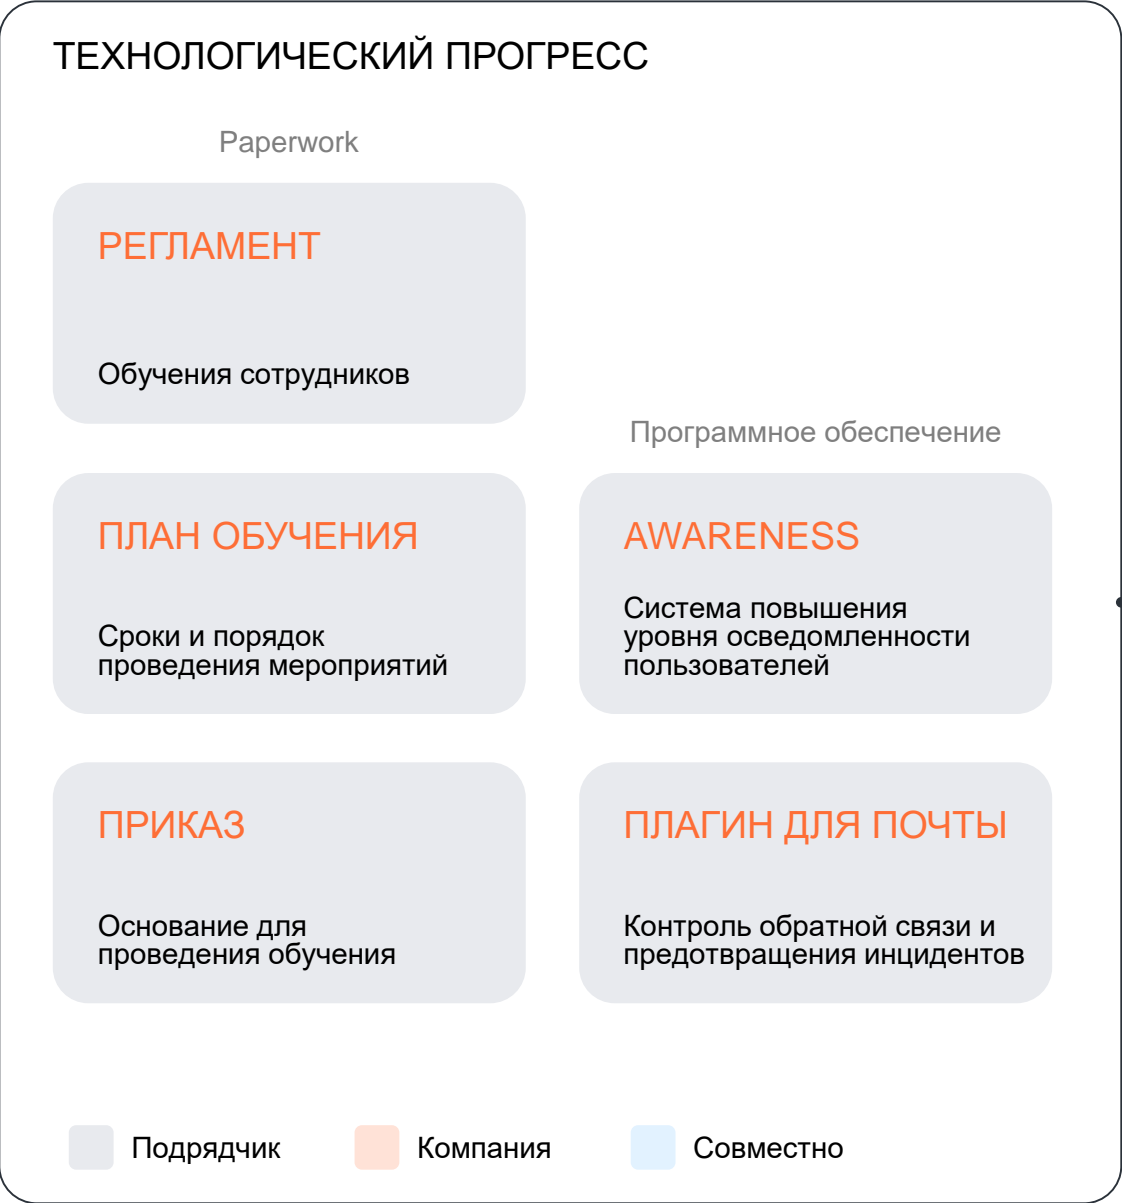 ТЕХНОЛОГИЧЕСКИЙ ПРОГРЕСС
Paperwork
РЕГЛАМЕНТ
Обучения сотрудников
ПЛАН ОБУЧЕНИЯ
Сроки и порядок
проведения мероприятий
ПРИКАЗ
Основание для
проведения обучения
Программное обеспечение
AWARENESS
Система повышения
уровня осведомленности
пользователей
ПЛАГИН ДЛЯ ПОЧТЫ
Контроль обратной связи и
предотвращения инцидентов
Подрядчик
Компания
Совместно